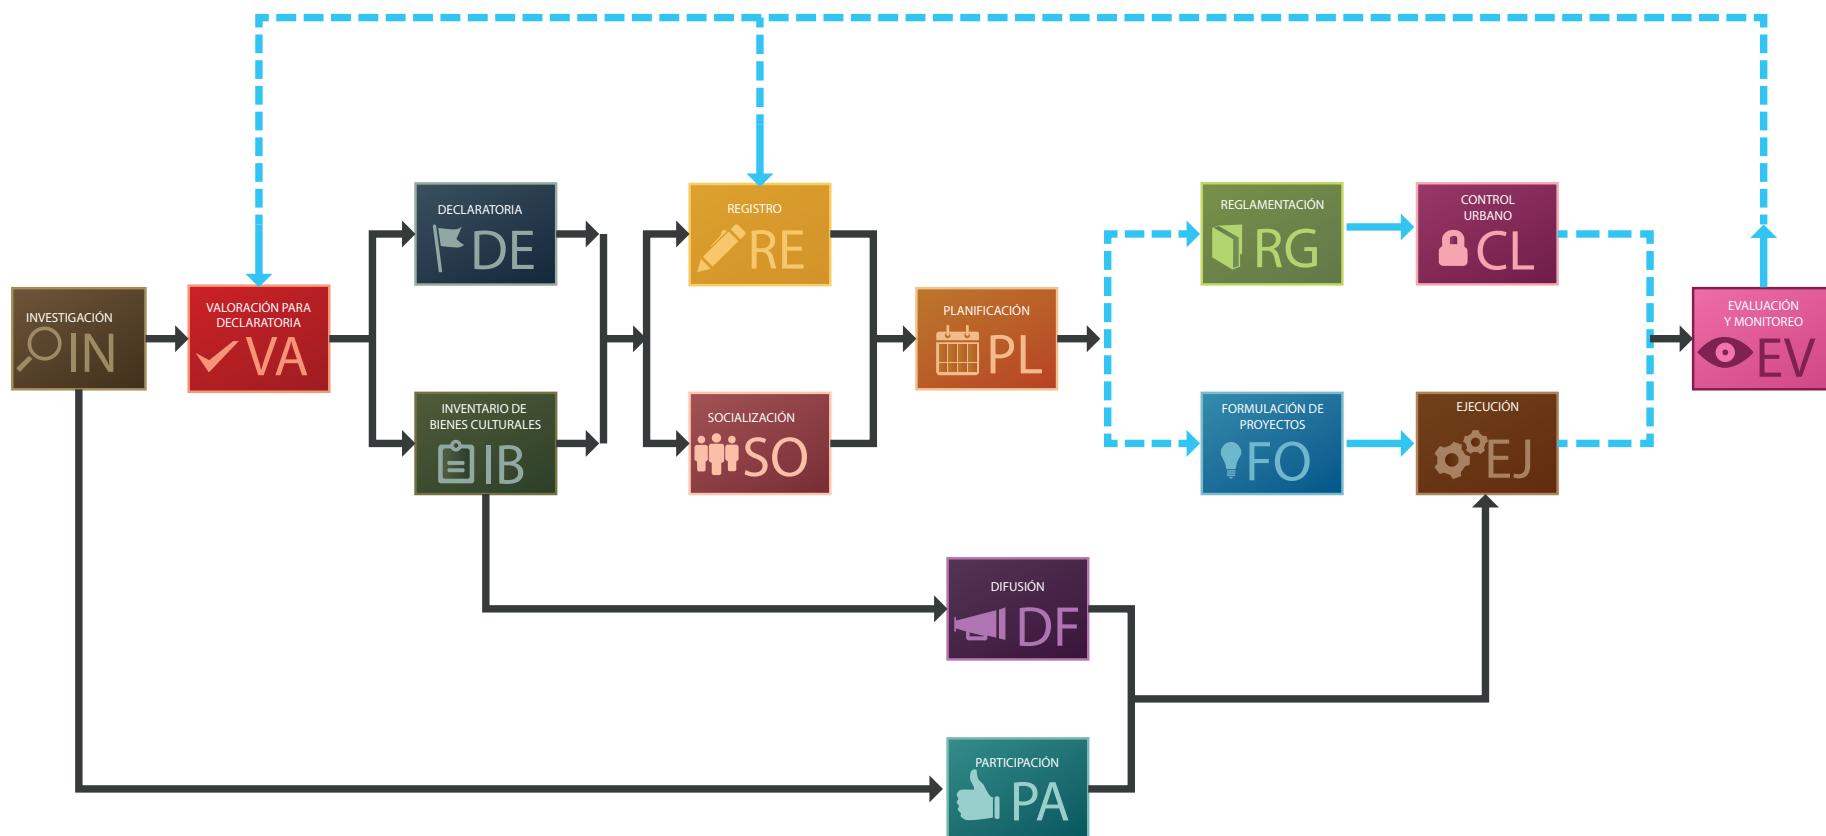 INVESTIGACIÓN
IN
VALORACIÓN PARA
DECLARATORIA
VA
DECLARATORIA
DE
INVENTARIO DE
BIENES CULTURALES
IB
REGISTRO
RE
SOCIALIZACIÓN
SO
PLANIFICACIÓN
PL
REGLAMENTACIÓN
RG
CONTROL
URBANO
CL
FORMULACIÓN DE
PROYECTOS
FO
EJECUCIÓN
EJ
EVALUACIÓN
Y MONITOREO
EV
DIFUSIÓN
DF
PARTICIPACIÓN
PA